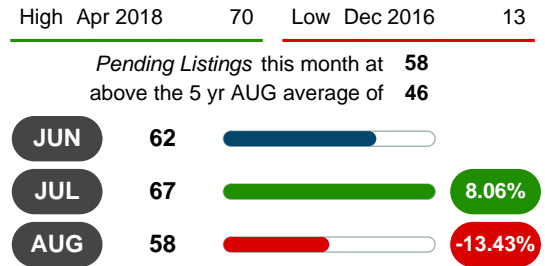 High Apr 2018 70 Low Dec 2016 13
Pending Listings this month at 58
above the 5 yr AUG average of 46
JUN 62
JUL 67 8.06%
AUG 58 -13.43%